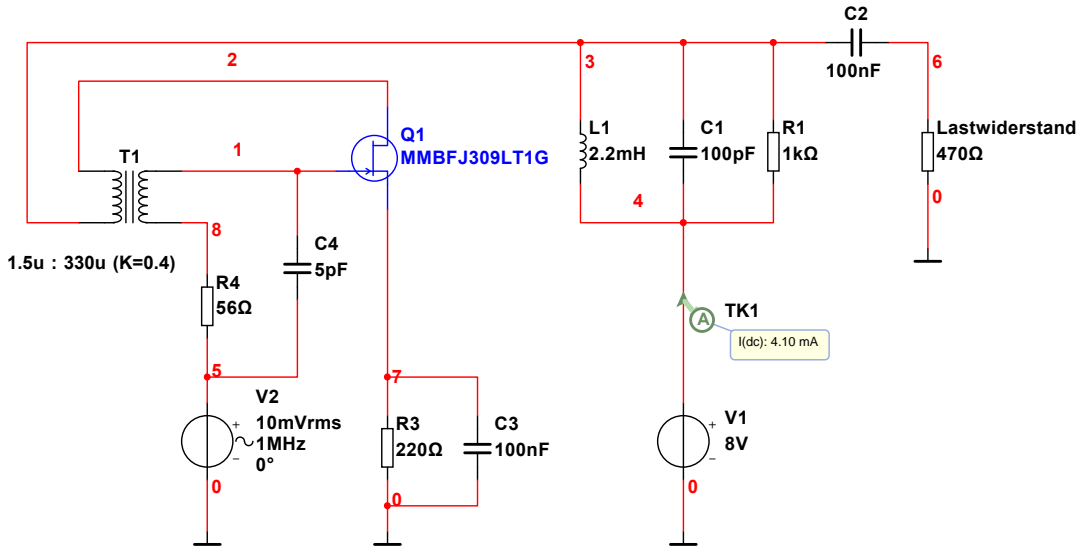 C2
100nF
2
3
6
L1
2.2mH
C1
100pF
R1
1kΩ
Lastwiderstand
470Ω
0
Q1
MMBFJ309LT1G
T1
1
8
4
1.5u : 330u (K=0.4)
R4
56Ω
C4
5pF
TK1
A
I(dc): 4.10 mA
5
7
V2
+
10mVrms
1MHz
0°
−
0
R3
220Ω
C3
100nF
0
V1
+
8V
−
0